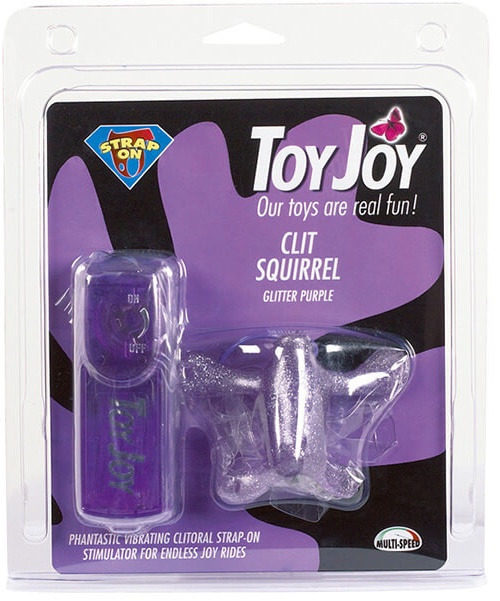 STRAP
ON
TOYJOY®
Our toys are real fun!
CLIT
SQUIRREL
GLITTER PURPLE
ON
OFF
TOYJOY
PHANTASTIC VIBRATING CLITORAL STRAP-ON
STIMULATOR FOR ENDLESS JOY RIDES
MULTI-SPEED